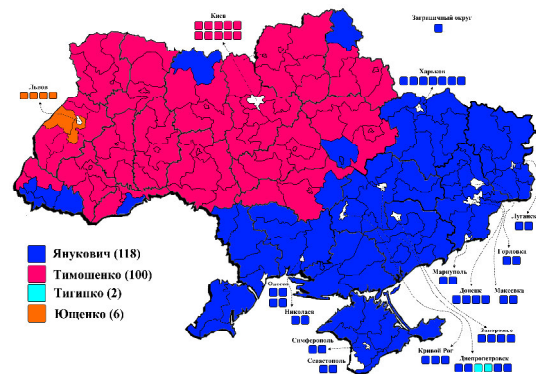 Киев
Заграничный округ
Харьков
Львов
Луганск
Горловка
Мариуполь
Донецк
Макеевка
Николаев
Запорожье
Симферополь
Севастополь
Кривой Рог
Днепропетровск
Янукович (118)
Тимошенко (100)
Тигипко (2)
Ющенко (6)